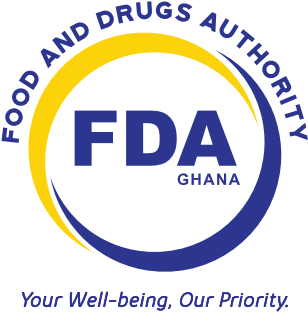 FOOD AND DRUGS AUTHORITY
FDA
GHANA
Your Well-being, Our Priority.